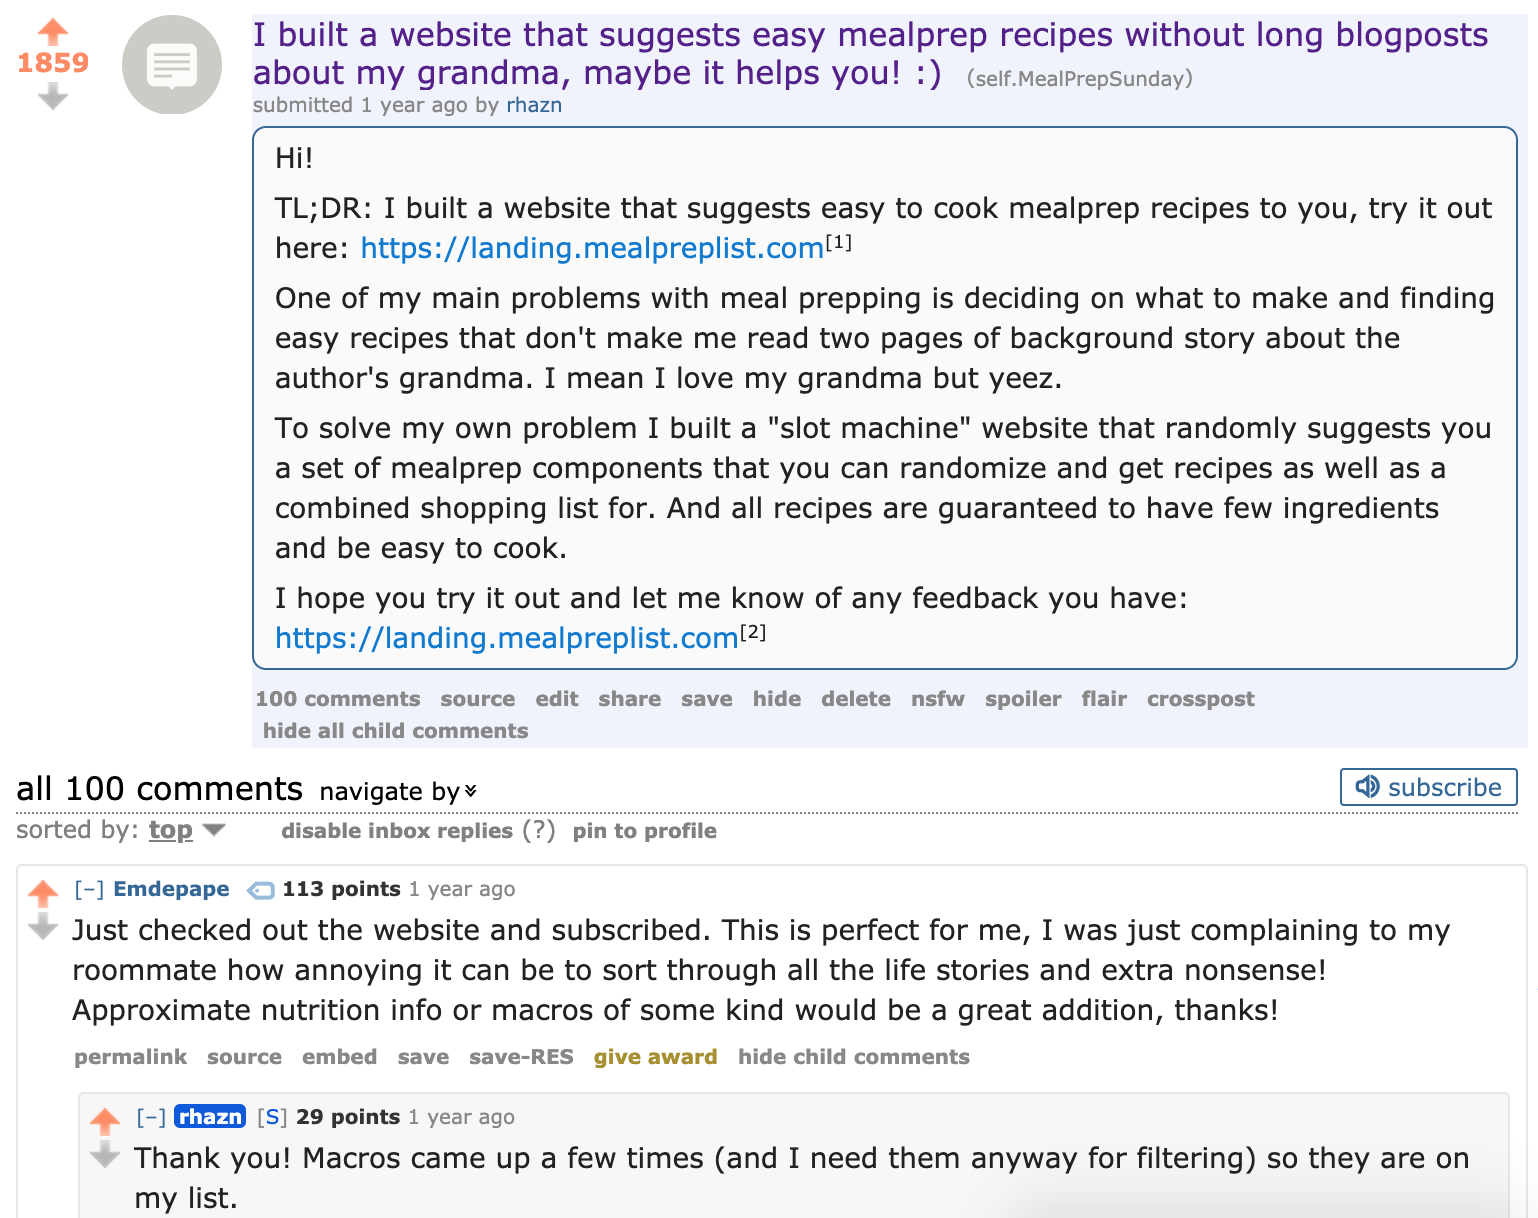 I built a website that suggests easy mealprep recipes without long blogposts
1859
about my grandma, maybe it helps you! :) (self.MealPrepSunday)
submitted 1 year ago by rhazn
Hi!
TL;DR: I built a website that suggests easy to cook mealprep recipes to you, try it out
here: https://landing.mealpreplist.com[1]
One of my main problems with meal prepping is deciding on what to make and finding
easy recipes that don't make me read two pages of background story about the
author's grandma. I mean I love my grandma but yeez.
To solve my own problem I built a "slot machine" website that randomly suggests you
a set of mealprep components that you can randomize and get recipes as well as a
combined shopping list for. And all recipes are guaranteed to have few ingredients
and be easy to cook.
I hope you try it out and let me know of any feedback you have:
https://landing.mealpreplist.com[2]
100 comments source edit share save hide delete nsfw spoiler flair crosspost
hide all child comments
all 100 comments navigate by
subscribe
sorted by: top disable inbox replies (?) pin to profile
[–] Emdepape 113 points 1 year ago
Just checked out the website and subscribed. This is perfect for me, I was just complaining to my
roommate how annoying it can be to sort through all the life stories and extra nonsense!
Approximate nutrition info or macros of some kind would be a great addition, thanks!
permalink source embed save save-RES give award hide child comments
[–] rhazn [S] 29 points 1 year ago
Thank you! Macros came up a few times (and I need them anyway for filtering) so they are on
my list.